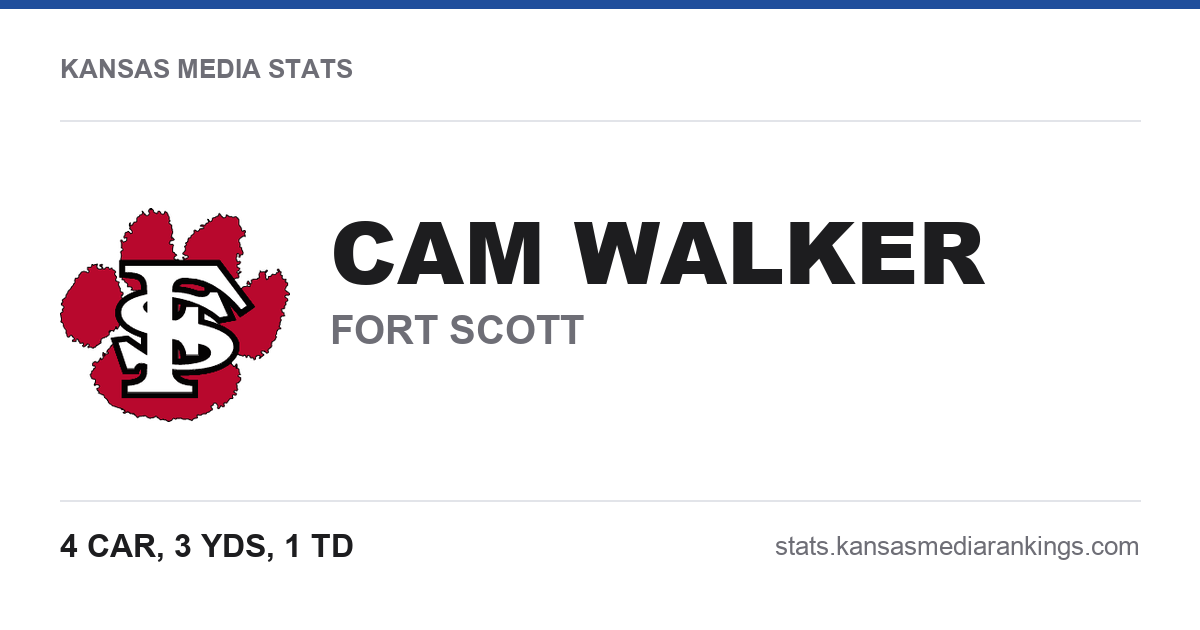 KANSAS MEDIA STATS
FS
CAM WALKER
FORT SCOTT
4 CAR, 3 YDS, 1 TD
stats.kansasmediarankings.com